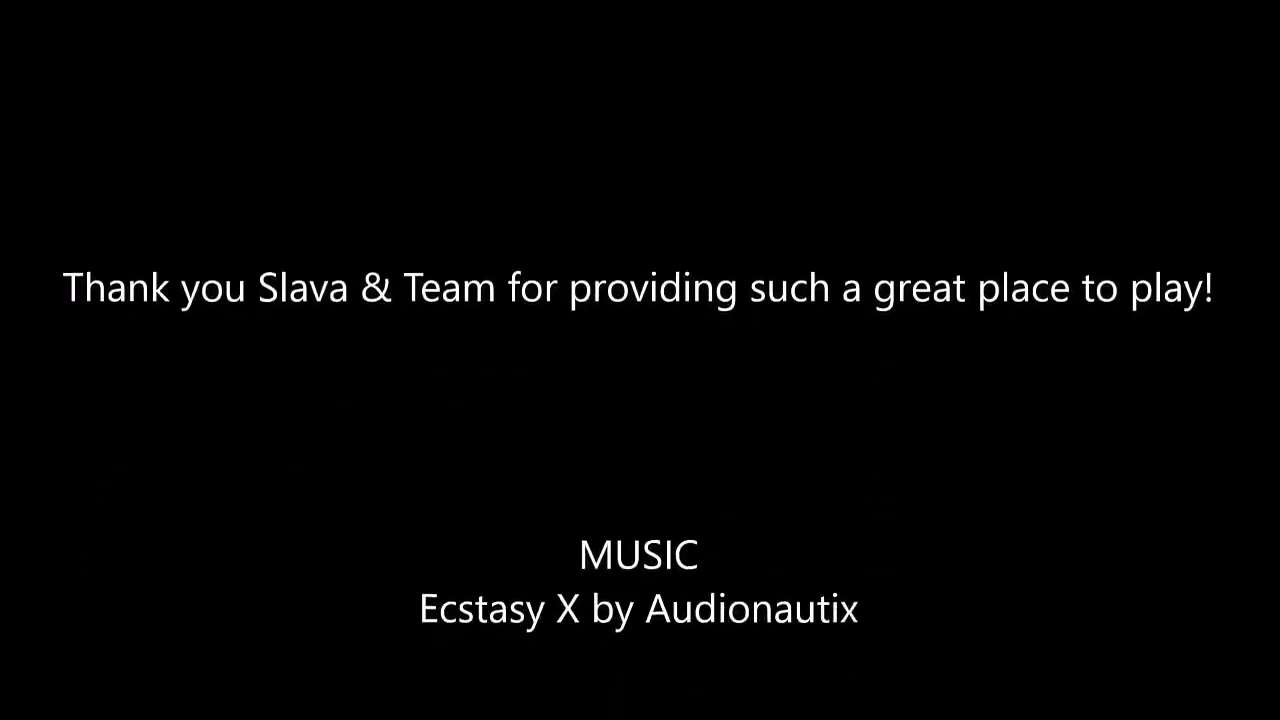 Thank you Slava & Team for providing such a great place to play!
MUSIC
Ecstasy X by Audionautix